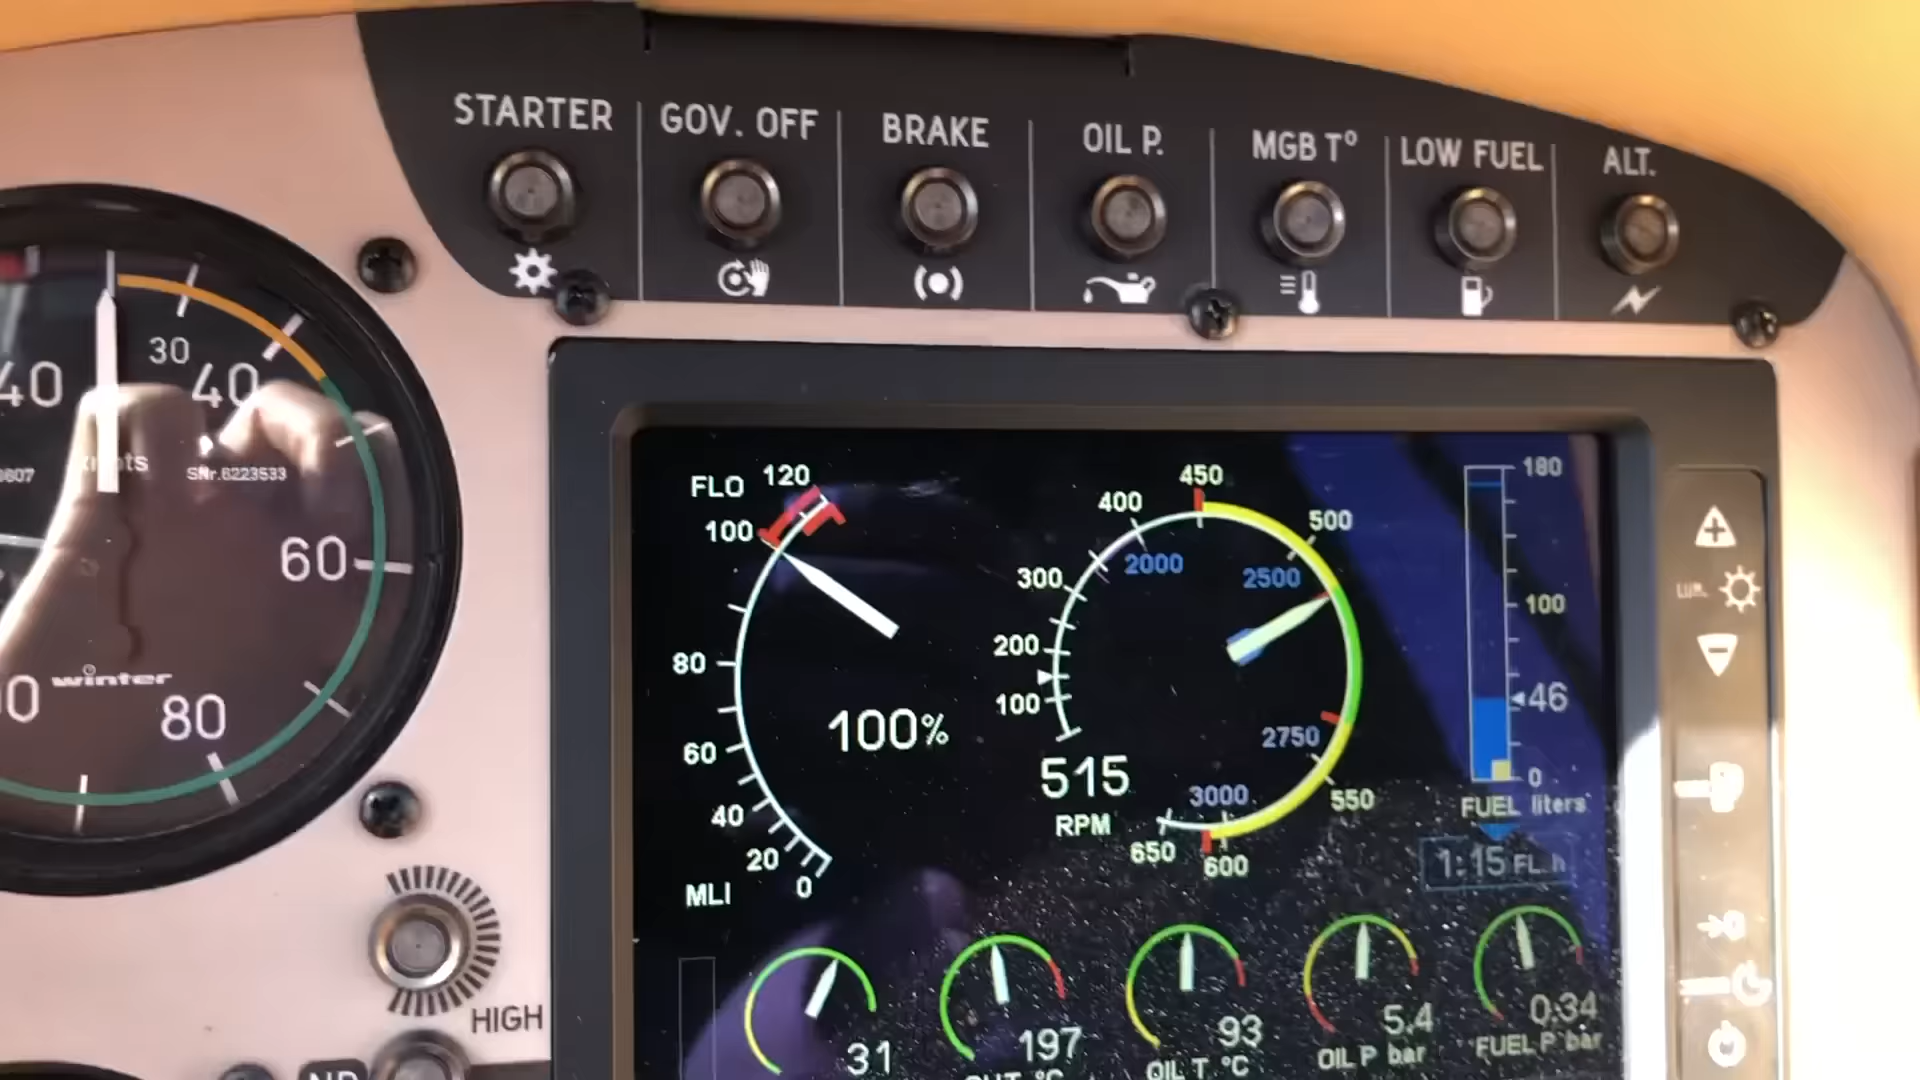 STARTER
GOV. OFF
BRAKE
OIL P.
MGB T°
LOW FUEL
ALT.
40
30
40
knots
SNr.6223533
60
winter
80
HIGH
FLO
120
100
80
60
40
20
0
MLI
100%
450
400
500
300
2000
2500
200
100
2750
515
RPM
3000
550
650
600
180
100
46
0
FUEL liters
1:15 FL.h
31
197
93
OIL T °C
5.4
OIL P bar
0.34
FUEL P bar
LUM.